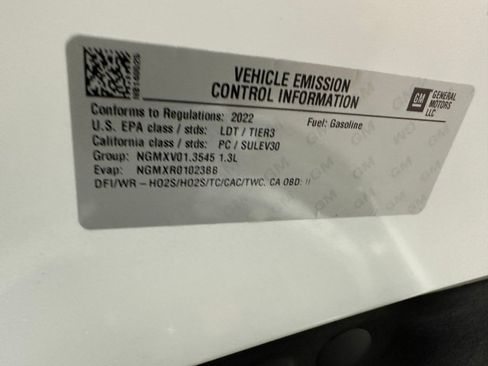 VEHICLE EMISSION
CONTROL INFORMATION
GM GENERAL
MOTORS
LLC
Conforms to Regulations: 2022
Fuel: Gasoline
U.S. EPA class / stds: LDT / TIER3
California class / stds: PC / SULEV30
Group: NGMXV01.3545 1.3L
Evap: NGMXR0102386
DFI/WR – HO2S/HO2S/TC/CAC/TWC. CA OBD: II